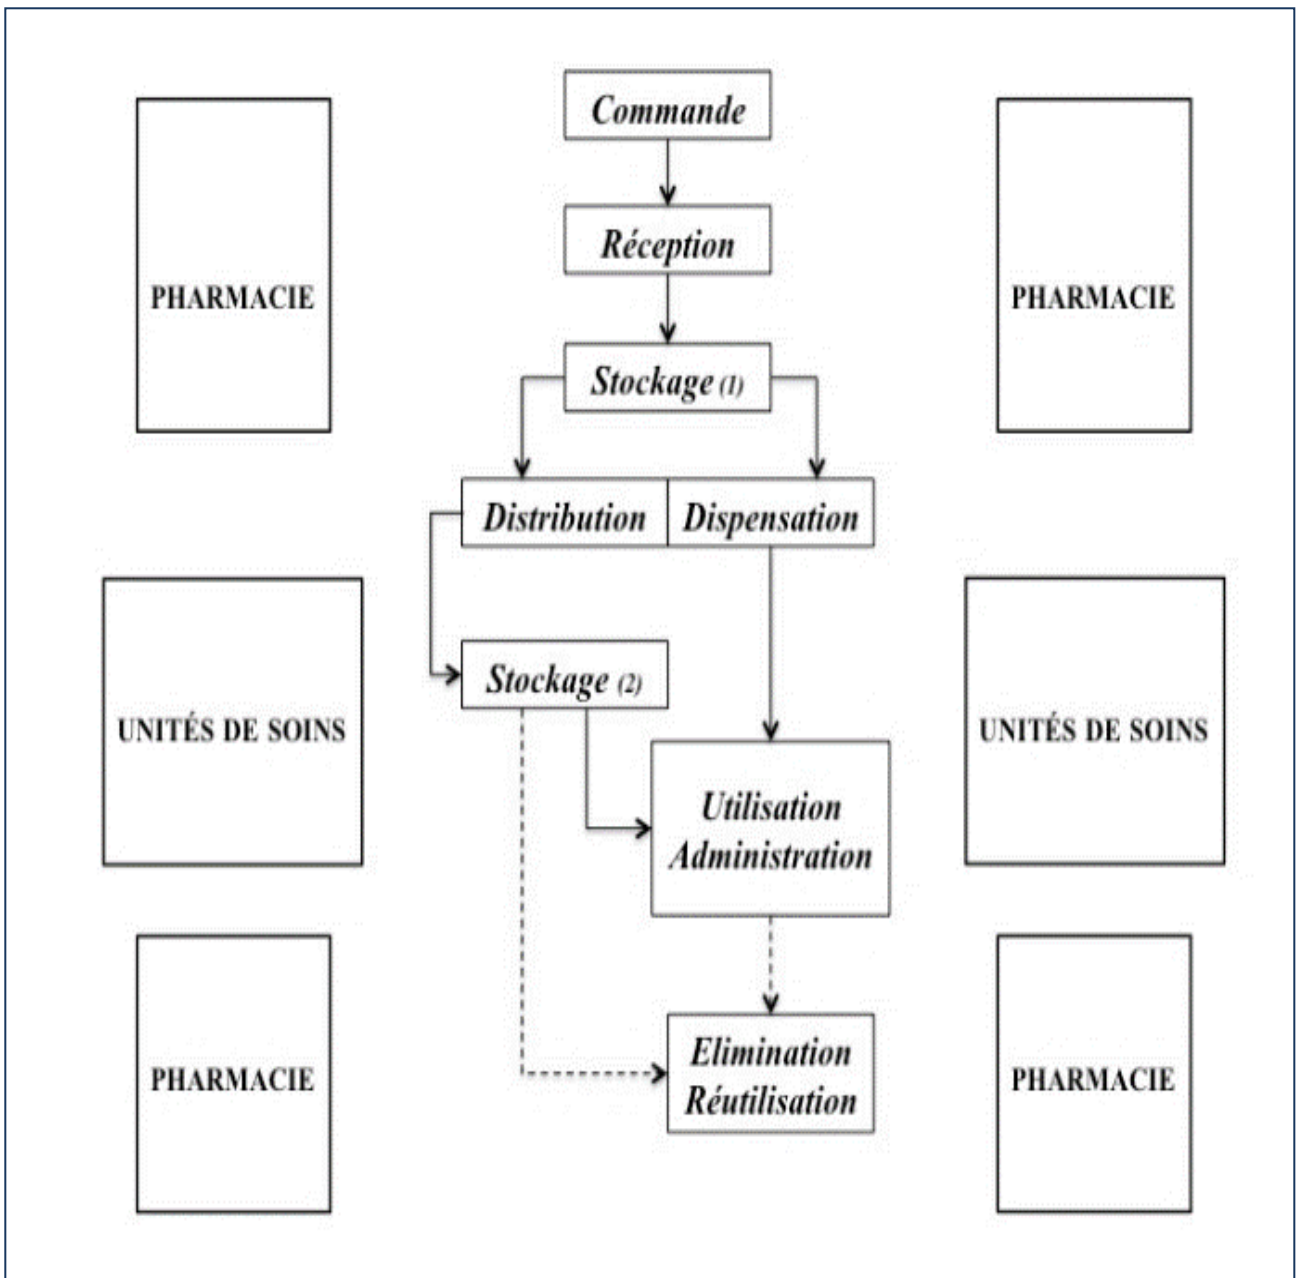 Commande
PHARMACIE
Réception
PHARMACIE
Stockage (1)
Distribution
Dispensation
UNITÉS DE SOINS
Stockage (2)
UNITÉS DE SOINS
Utilisation
Administration
PHARMACIE
Elimination
Réutilisation
PHARMACIE